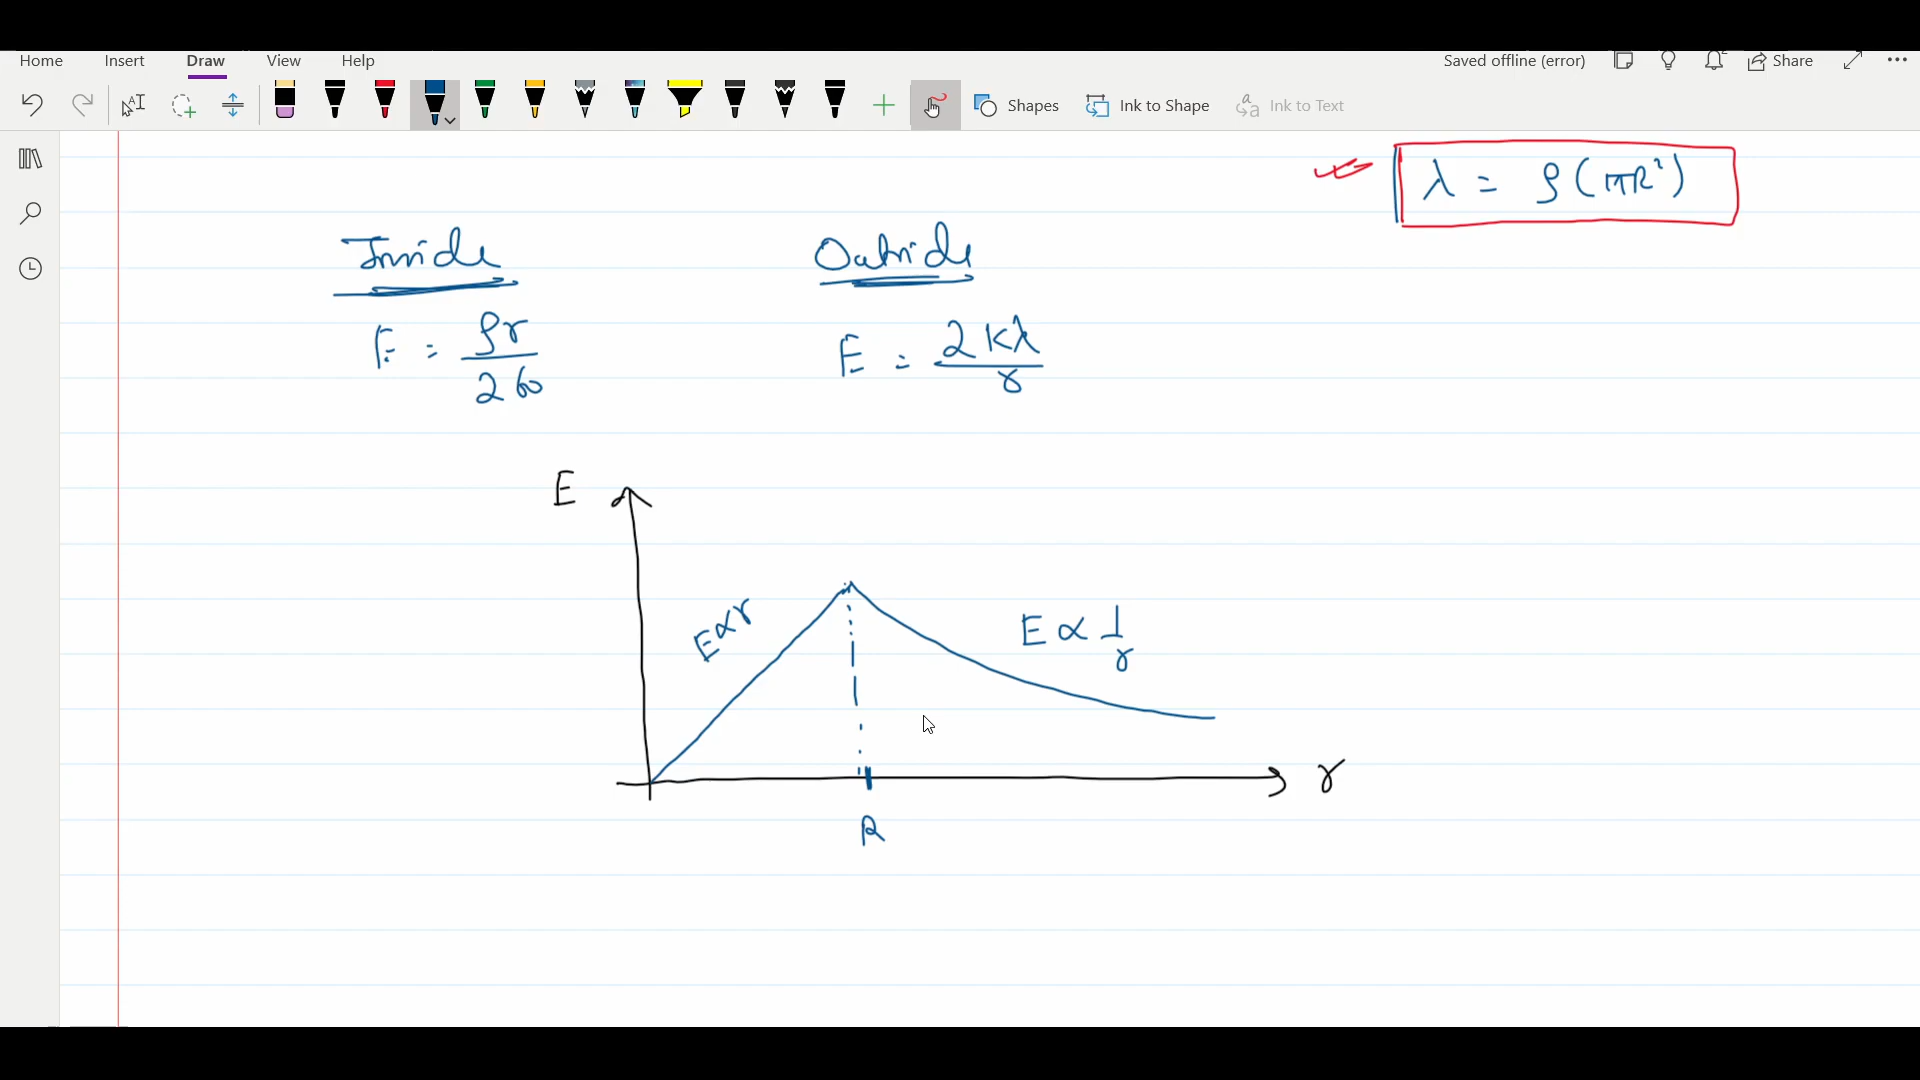 Home Insert Draw View Help Saved offline (error) Share
Shapes Ink to Shape Ink to Text
λ = ρ(πR²)
Inside Outside
E = ρr/2ϵ₀ E = 2kλ/r
E
E∝r E ∝ 1/r
r
R